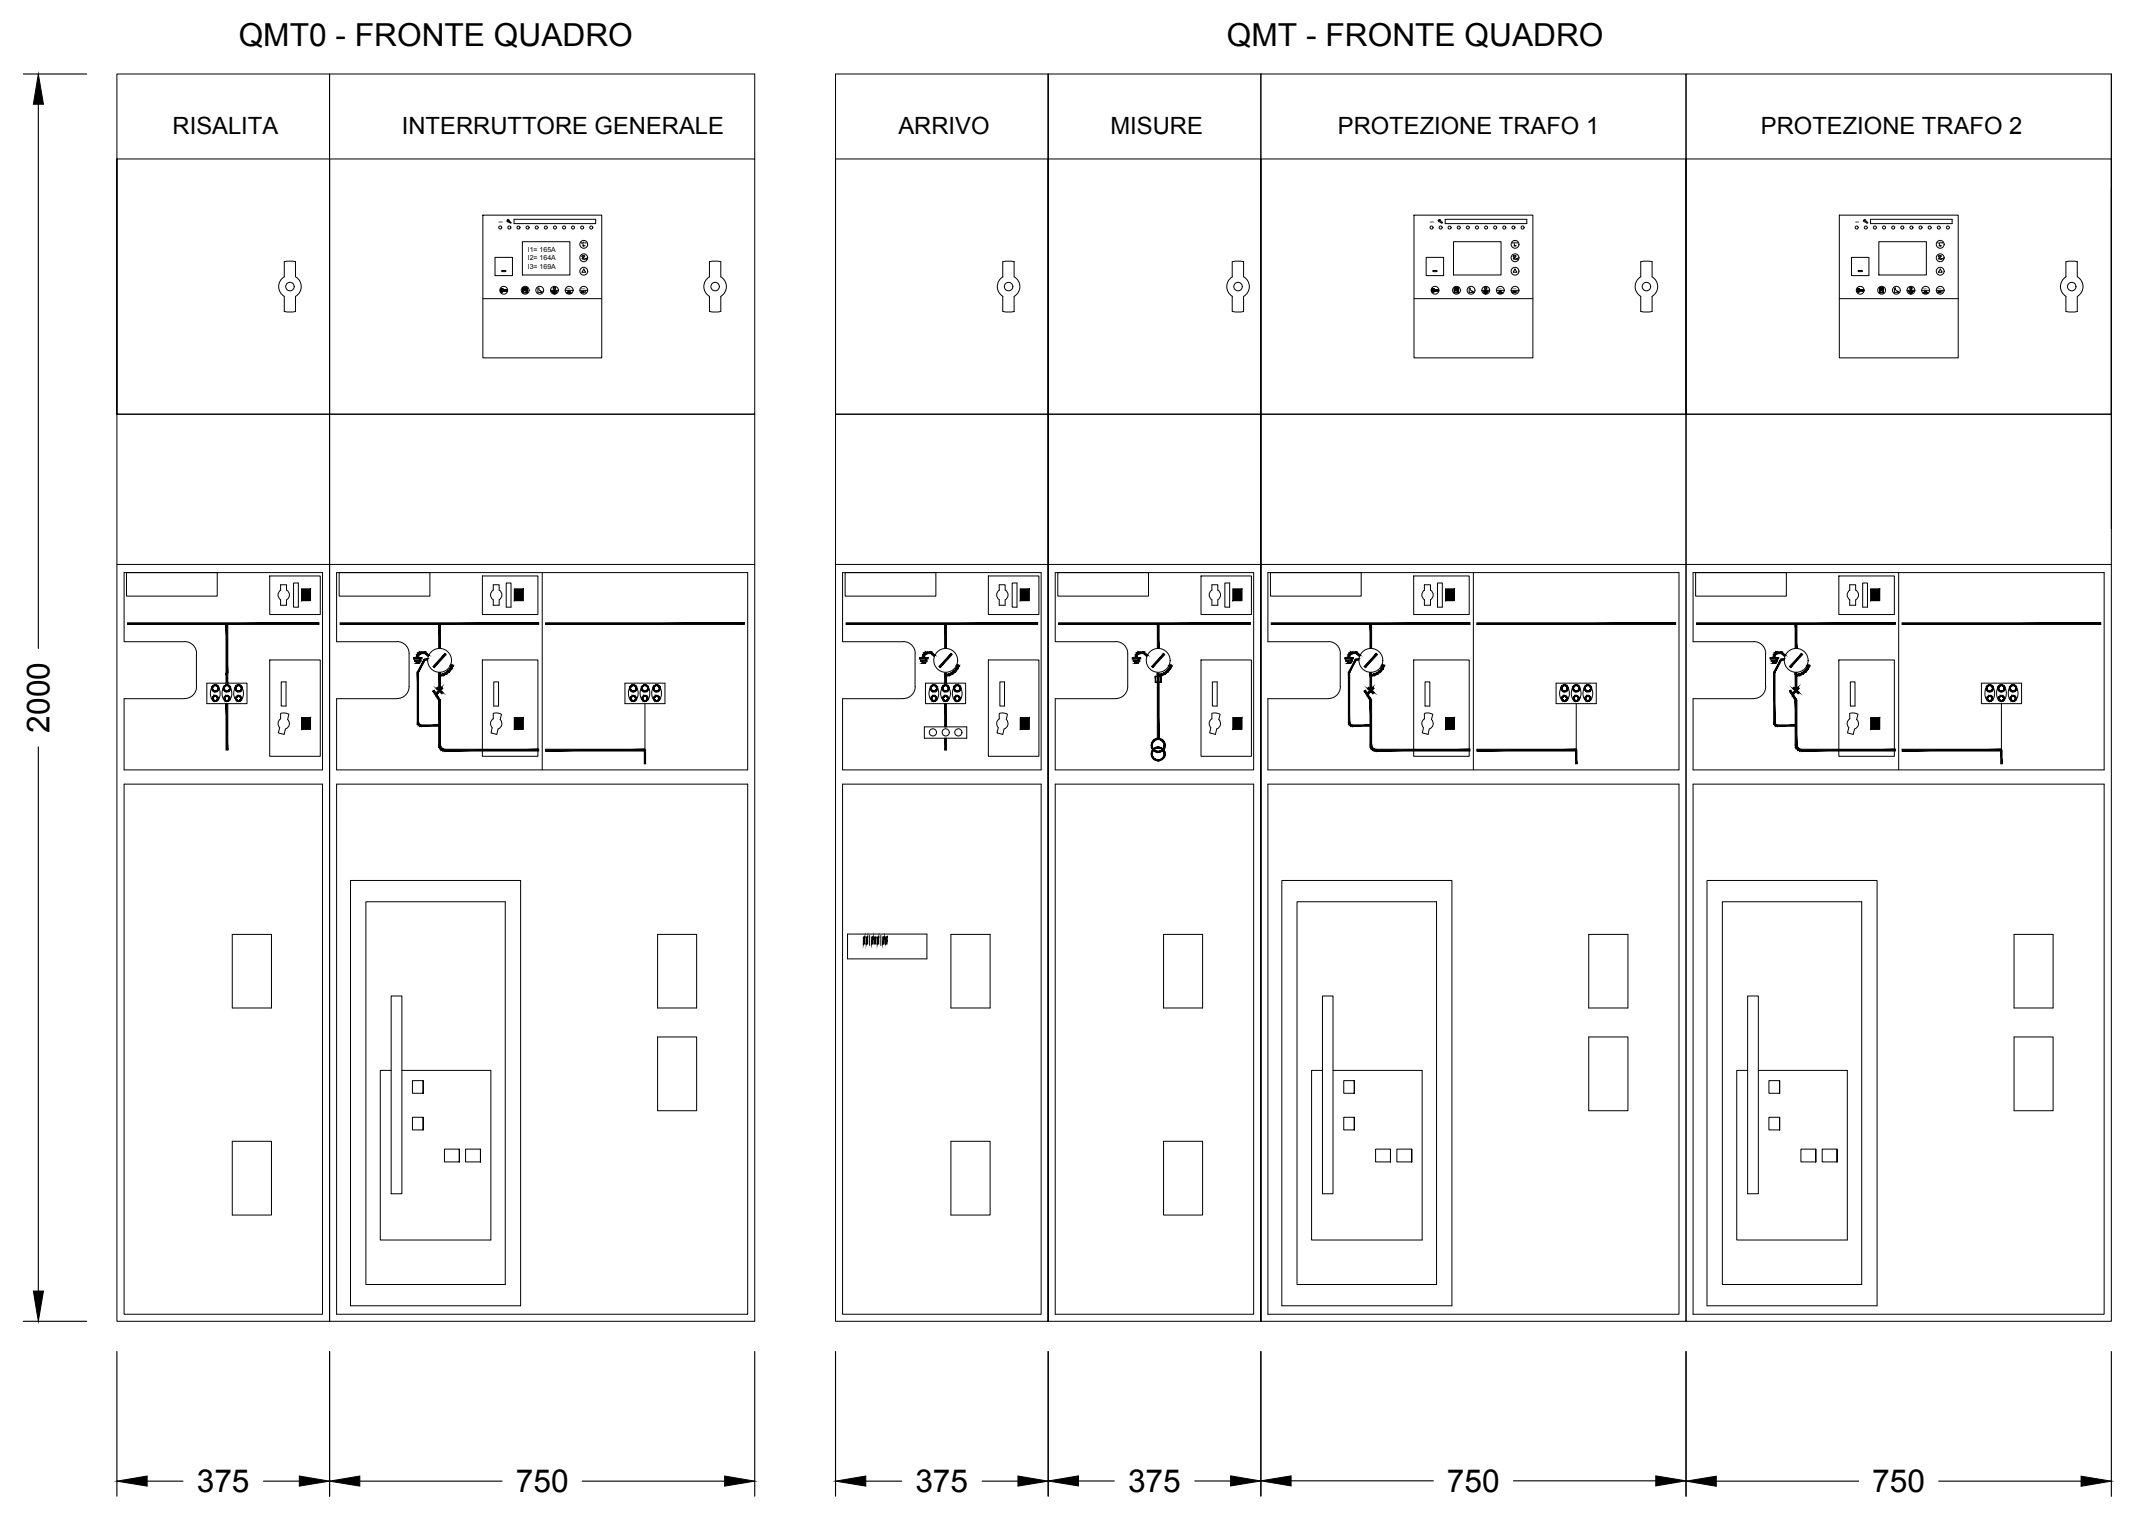 QMT0 - FRONTE QUADRO
QMT - FRONTE QUADRO
RISALITA
INTERRUTTORE GENERALE
ARRIVO
MISURE
PROTEZIONE TRAFO 1
PROTEZIONE TRAFO 2
I1= 165A
I2= 164A
I3= 169A
2000
375
750
375
375
750
750